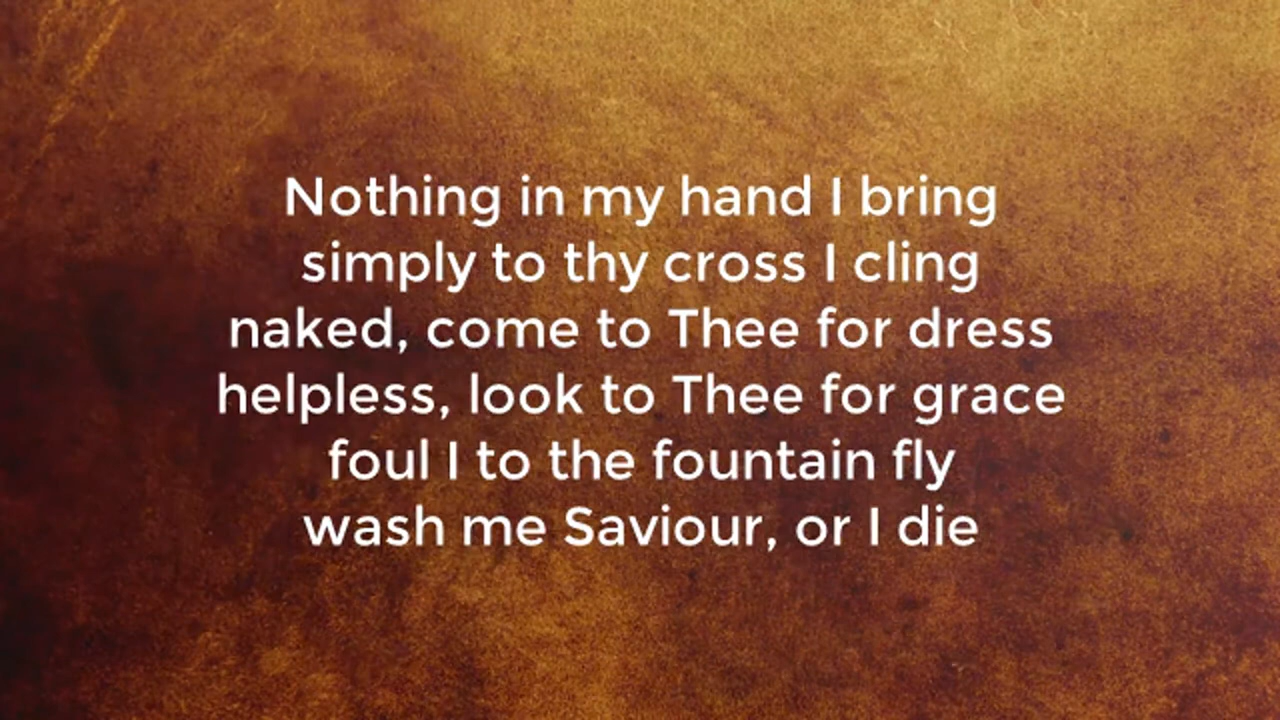 Nothing in my hand I bring
simply to thy cross I cling
naked, come to Thee for dress
helpless, look to Thee for grace
foul I to the fountain fly
wash me Saviour, or I die